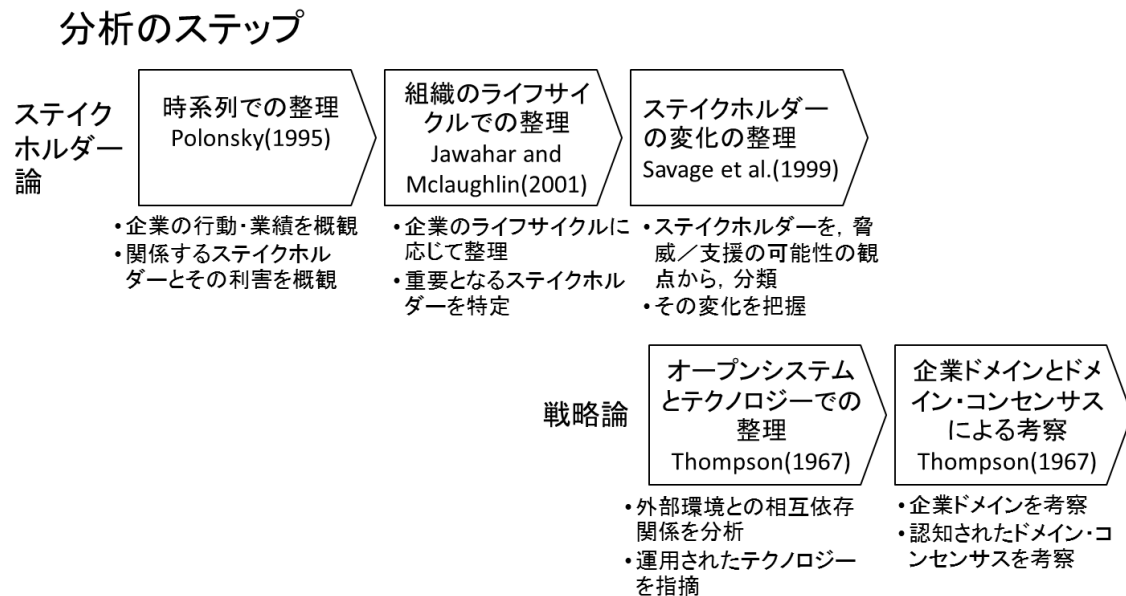 分析のステップ
ステイク
ホルダー
論
時系列での整理
Polonsky(1995)
・企業の行動・業績を概観
・関係するステイクホル
ダーとその利害を概観
組織のライフサイ
クルでの整理
Jawahar and
Mclaughlin(2001)
・企業のライフサイクルに
応じて整理
・重要となるステイクホル
ダーを特定
ステイクホルダー
の変化の整理
Savage et al.(1999)
・ステイクホルダーを, 脅
威／支援の可能性の観
点から, 分類
・その変化を把握
戦略論
オープンシステム
とテクノロジーでの
整理
Thompson(1967)
・外部環境との相互依存
関係を分析
・運用されたテクノロジー
を指摘
企業ドメインとドメ
イン・コンセンサス
による考察
Thompson(1967)
・企業ドメインを考察
・認知されたドメイン・コ
ンセンサスを考察